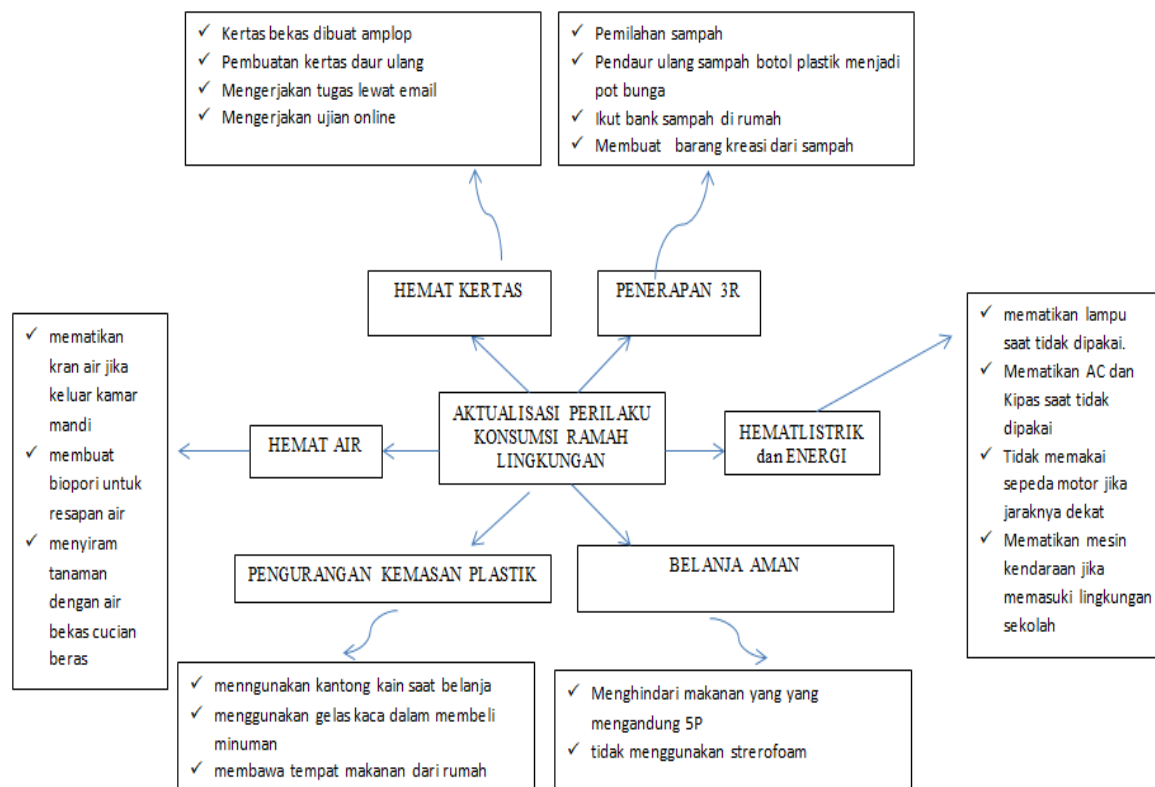 Kertas bekas dibuat amplop
Pembuatan kertas daur ulang
Mengerjakan tugas lewat email
Mengerjakan ujian online
Pemilahan sampah
Pendaur ulang sampah botol plastik menjadi
pot bunga
Ikut bank sampah di rumah
Membuat barang kreasi dari sampah
HEMAT KERTAS
PENERAPAN 3R
mematikan
kran air jika
keluar kamar
mandi
membuat
biopori untuk
resapan air
menyiram
tanaman
dengan air
bekas cucian
beras
HEMAT AIR
AKTUALISASI PERILAKU
KONSUMSI RAMAH
LINGKUNGAN
HEMATLISTRIK
dan ENERGI
mematikan lampu
saat tidak dipakai.
Mematikan AC dan
Kipas saat tidak
dipakai
Tidak memakai
sepeda motor jika
jaraknya dekat
Mematikan mesin
kendaraan jika
memasuki lingkungan
sekolah
PENGURANGAN KEMASAN PLASTIK
BELANJA AMAN
menngunakan kantong kain saat belanja
menggunakan gelas kaca dalam membeli
minuman
membawa tempat makanan dari rumah
Menghindari makanan yang yang
mengandung 5P
tidak menggunakan strerofoam